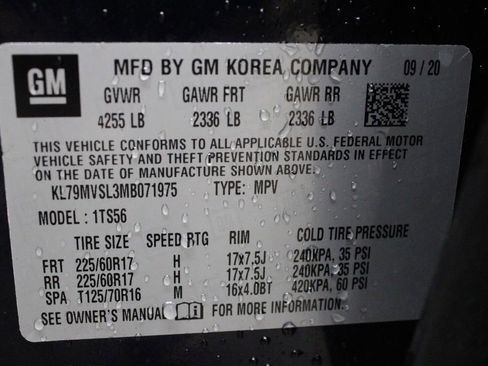 GM MFD BY GM KOREA COMPANY 09/20
GVWR GAWR FRT GAWR RR
4255 LB 2336 LB 2336 LB
THIS VEHICLE CONFORMS TO ALL APPLICABLE U.S. FEDERAL MOTOR
VEHICLE SAFETY AND THEFT PREVENTION STANDARDS IN EFFECT
ON THE DATE OF MANUFACTURE SHOWN ABOVE.
KL79MVSL3MB071975 TYPE: MPV
MODEL : 1TS56
TIRE SIZE SPEED RTG RIM COLD TIRE PRESSURE
FRT 225/60R17 H 17x7.5J 240KPA, 35 PSI
RR 225/60R17 H 17x7.5J 240KPA, 35 PSI
SPA T125/70R16 M 16x4.0BT 420KPA, 60 PSI
SEE OWNER'S MANUAL FOR MORE INFORMATION